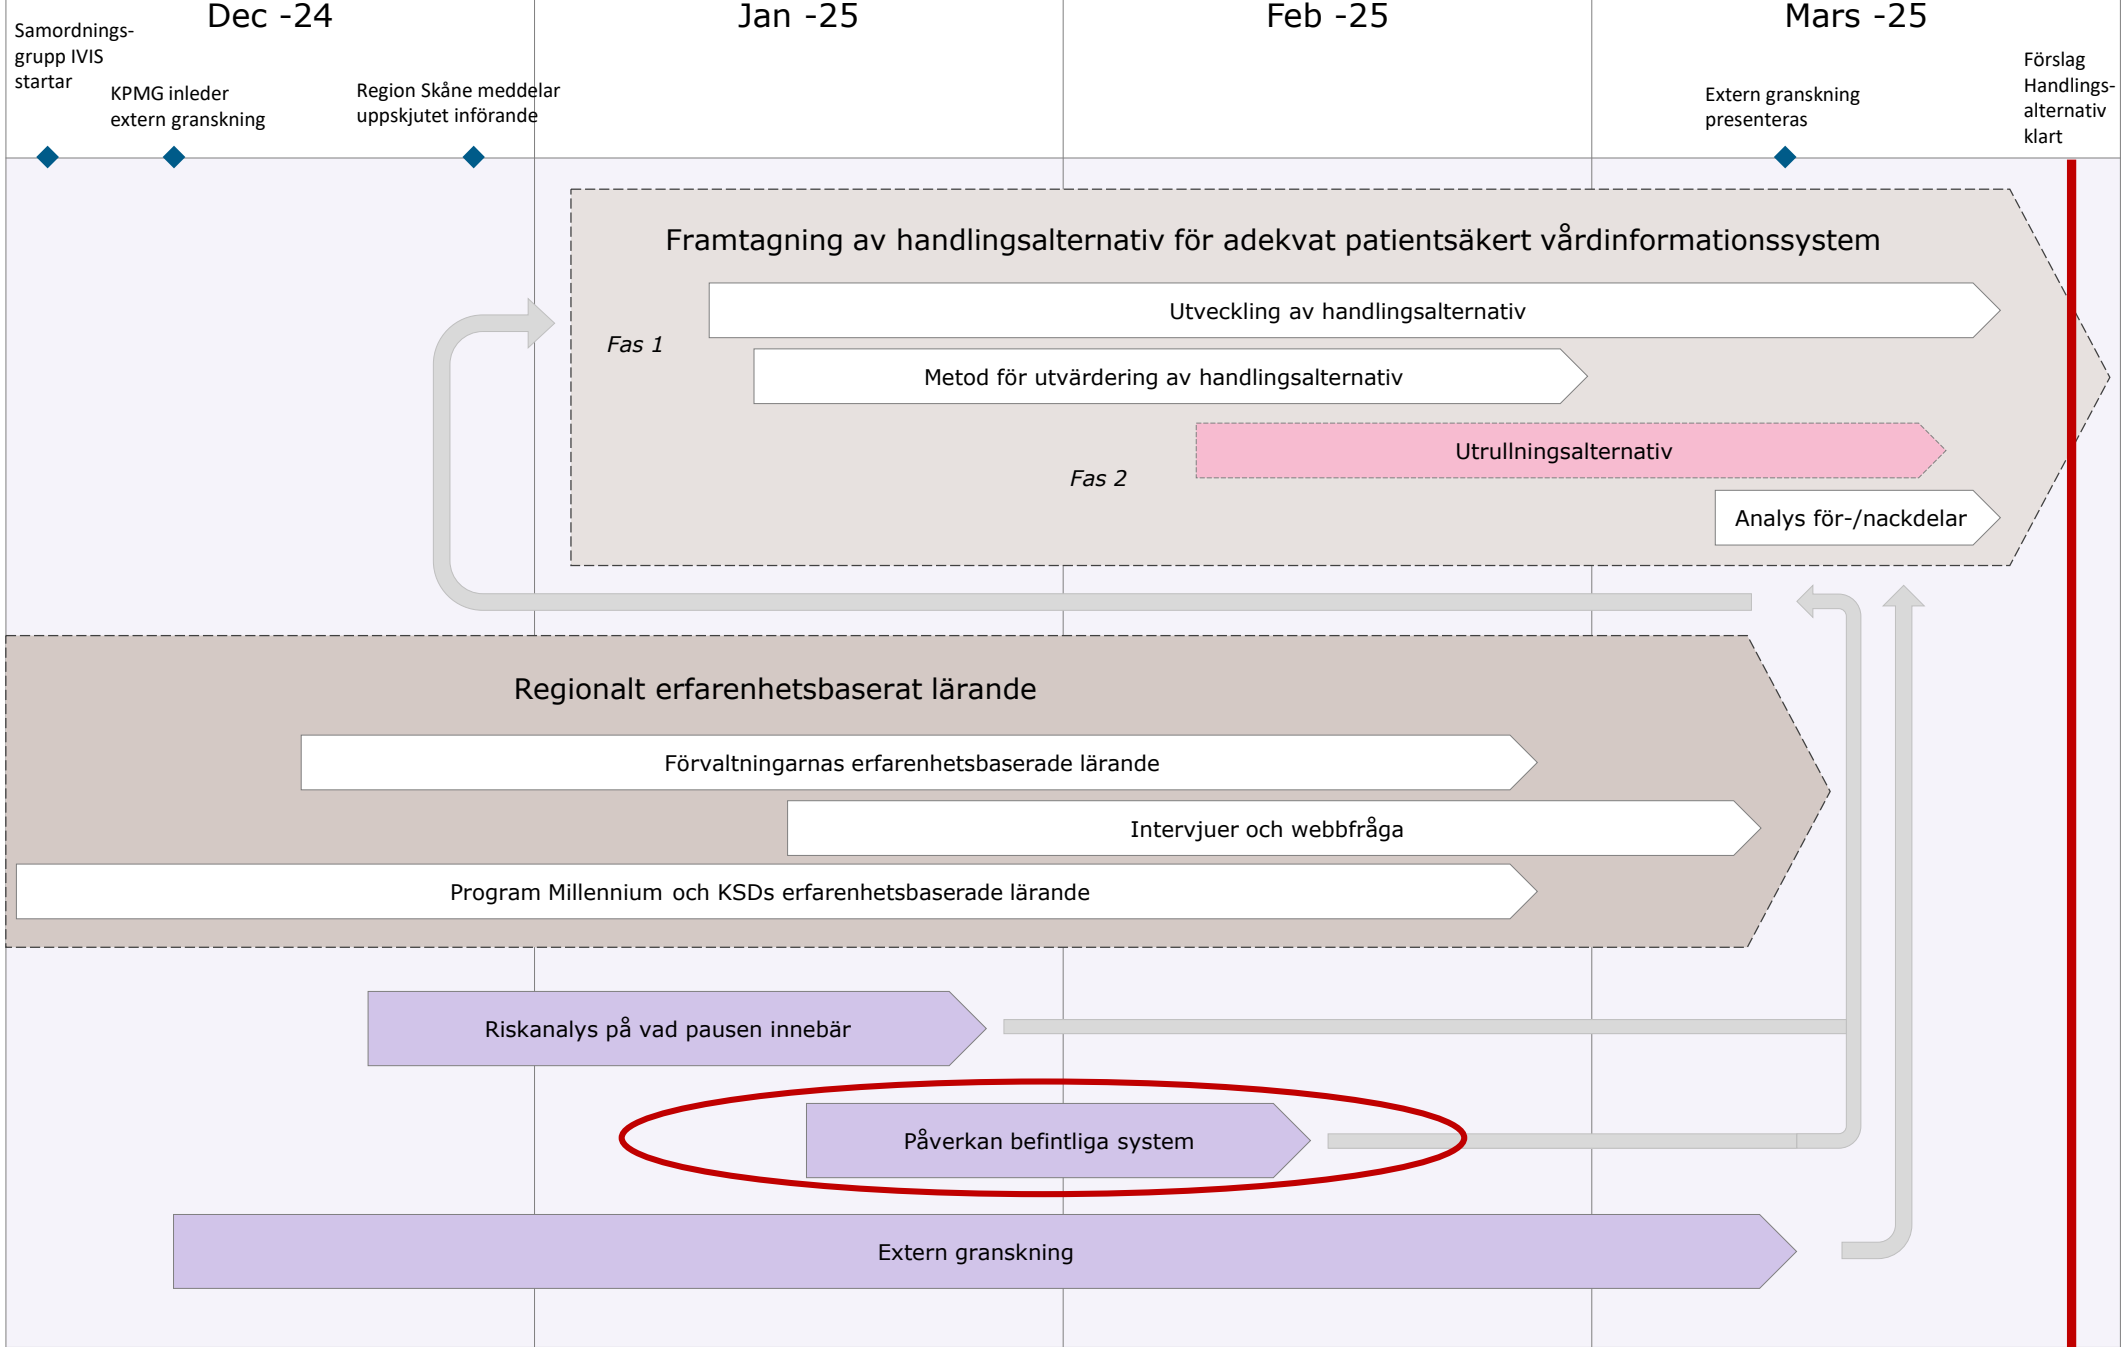 Dec -24
Jan -25
Feb -25
Mars -25
Samordnings-
grupp IVIS
startar
KPMG inleder
extern granskning
Region Skåne meddelar
uppskjutet införande
Extern granskning
presenteras
Förslag
Handlings-
alternativ
klart
Framtagning av handlingsalternativ för adekvat patientsäkert vårdinformationssystem
Utveckling av handlingsalternativ
Fas 1
Metod för utvärdering av handlingsalternativ
Utrullningsalternativ
Fas 2
Analys för-/nackdelar
Regionalt erfarenhetsbaserat lärande
Förvaltningarnas erfarenhetsbaserade lärande
Intervjuer och webbfråga
Program Millennium och KSDs erfarenhetsbaserade lärande
Riskanalys på vad pausen innebär
Påverkan befintliga system
Extern granskning